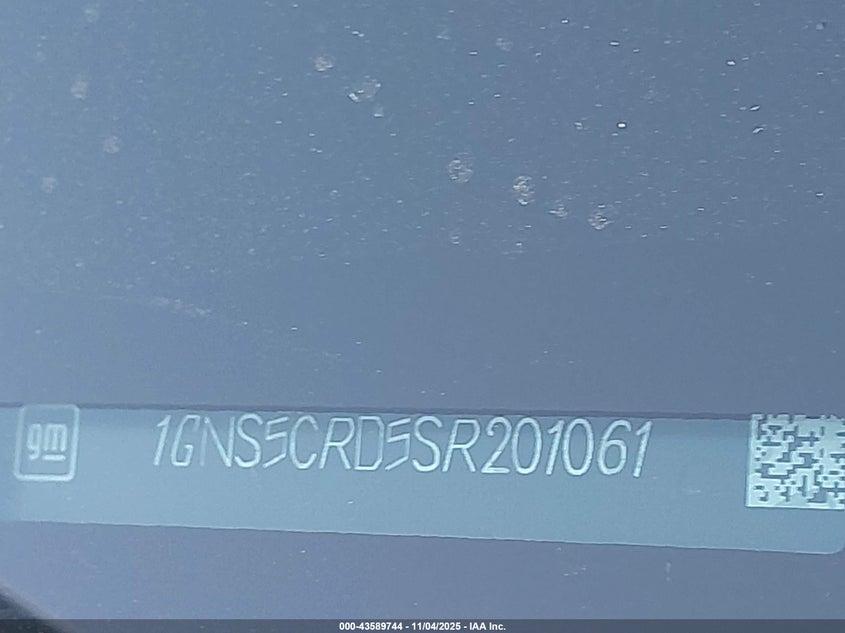 gm
1GNS5CRD5SR201061
000-43589744 - 11/04/2025 - IAA Inc.